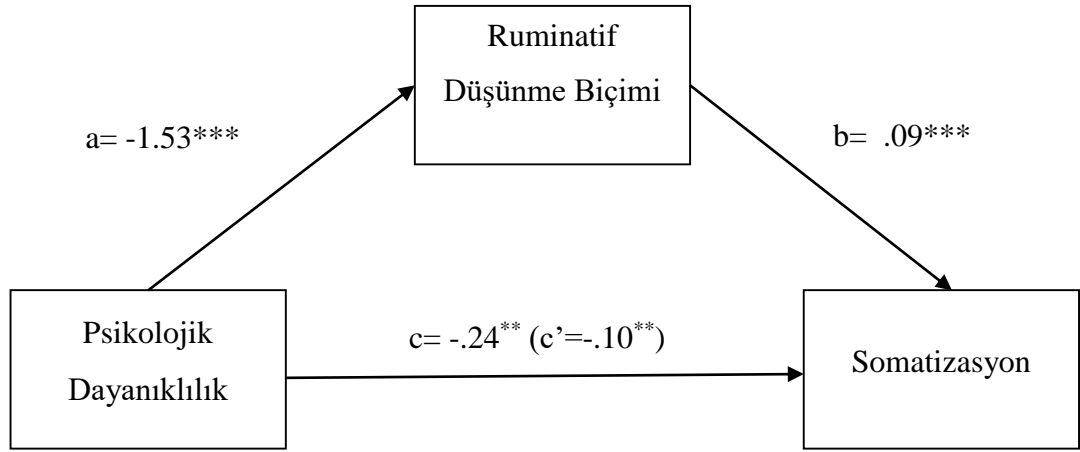 Ruminatif
Düşünme Biçimi
a= -1.53***
b= .09***
Psikolojik
Dayanıklılık
c= -.24** (c’=-.10**)
Somatizasyon